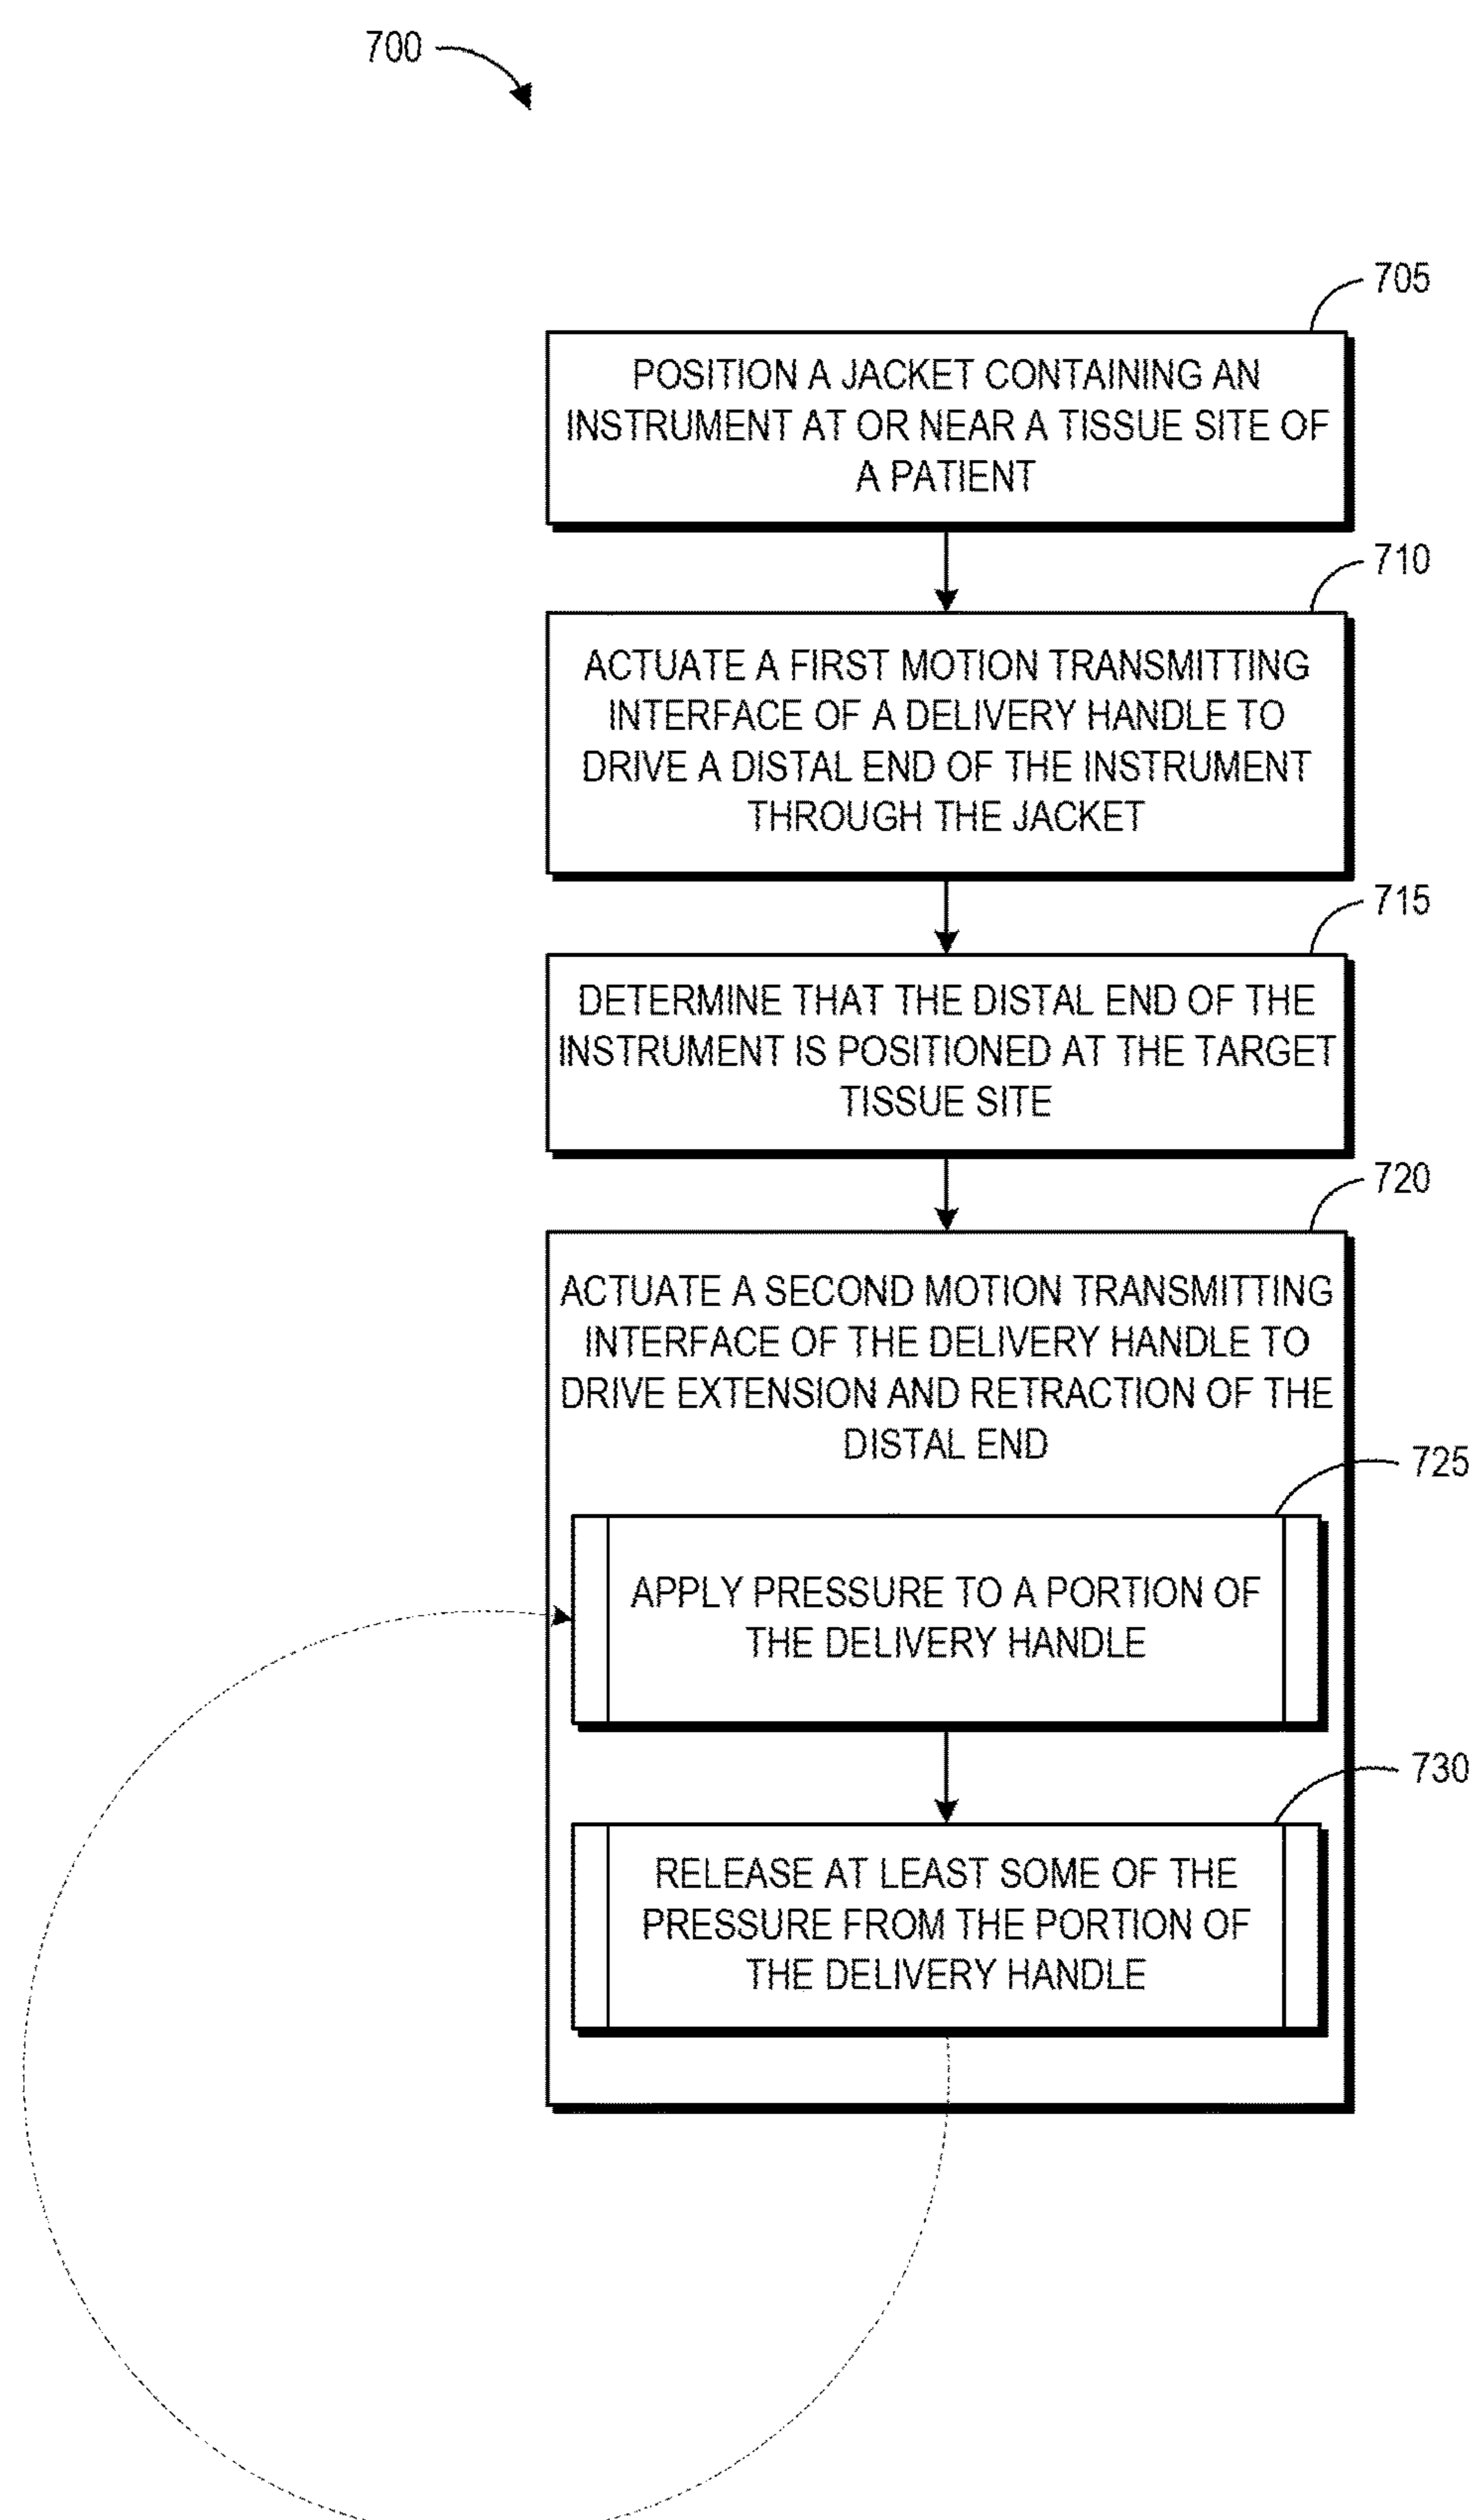 700
705
POSITION A JACKET CONTAINING AN
INSTRUMENT AT OR NEAR A TISSUE SITE OF
A PATIENT
710
ACTUATE A FIRST MOTION TRANSMITTING
INTERFACE OF A DELIVERY HANDLE TO
DRIVE A DISTAL END OF THE INSTRUMENT
THROUGH THE JACKET
715
DETERMINE THAT THE DISTAL END OF THE
INSTRUMENT IS POSITIONED AT THE TARGET
TISSUE SITE
720
ACTUATE A SECOND MOTION TRANSMITTING
INTERFACE OF THE DELIVERY HANDLE TO
DRIVE EXTENSION AND RETRACTION OF THE
DISTAL END
725
APPLY PRESSURE TO A PORTION OF
THE DELIVERY HANDLE
730
RELEASE AT LEAST SOME OF THE
PRESSURE FROM THE PORTION OF
THE DELIVERY HANDLE